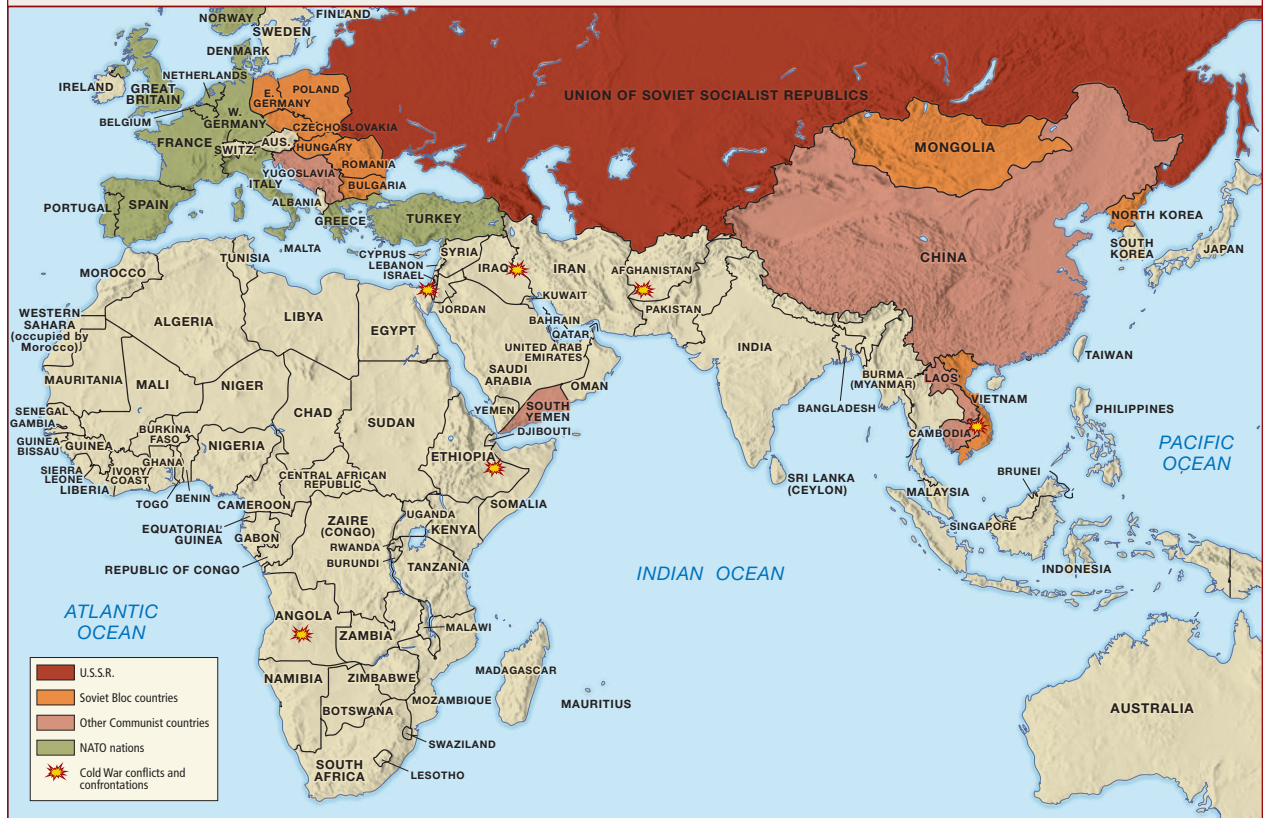 NORWAY
FINLAND
SWEDEN
DENMARK
NETHERLANDS
IRELAND
GREAT
BRITAIN
BELGIUM
E.
GERMANY
POLAND
W.
GERMANY
CZECHOSLOVAKIA
FRANCE
SWITZ.
AUS.
HUNGARY
ROMANIA
YUGOSLAVIA
BULGARIA
ITALY
ALBANIA
PORTUGAL
SPAIN
GREECE
TURKEY
MALTA
UNION OF SOVIET SOCIALIST REPUBLICS
MONGOLIA
NORTH KOREA
SOUTH
KOREA
JAPAN
CHINA
TUNISIA
MOROCCO
CYPRUS
LEBANON
ISRAEL
SYRIA
IRAQ
IRAN
AFGHANISTAN
JORDAN
KUWAIT
PAKISTAN
BAHRAIN
QATAR
WESTERN
SAHARA
(occupied by
Morocco)
ALGERIA
LIBYA
EGYPT
UNITED ARAB
EMIRATES
SAUDI
ARABIA
OMAN
INDIA
BURMA
(MYANMAR)
LAOS
TAIWAN
VIETNAM
BANGLADESH
PHILIPPINES
MAURITANIA
MALI
NIGER
CHAD
SUDAN
YEMEN
SOUTH
YEMEN
DJIBOUTI
CAMBODIA
PACIFIC
OCEAN
SENEGAL
GAMBIA
GUINEA
BISSAU
GUINEA
BURKINA
FASO
NIGERIA
ETHIOPIA
SIERRA
LEONE
LIBERIA
IVORY
COAST
GHANA
TOGO
BENIN
CENTRAL AFRICAN
REPUBLIC
CAMEROON
SOMALIA
SRI LANKA
(CEYLON)
BRUNEI
MALAYSIA
SINGAPORE
EQUATORIAL
GUINEA
GABON
ZAIRE
(CONGO)
UGANDA
KENYA
RWANDA
BURUNDI
TANZANIA
REPUBLIC OF CONGO
INDIAN OCEAN
INDONESIA
ATLANTIC
OCEAN
ANGOLA
ZAMBIA
MALAWI
NAMIBIA
ZIMBABWE
MADAGASCAR
MOZAMBIQUE
MAURITIUS
BOTSWANA
SWAZILAND
SOUTH
AFRICA
LESOTHO
AUSTRALIA
U.S.S.R.
Soviet Bloc countries
Other Communist countries
NATO nations
Cold War conflicts and
confrontations